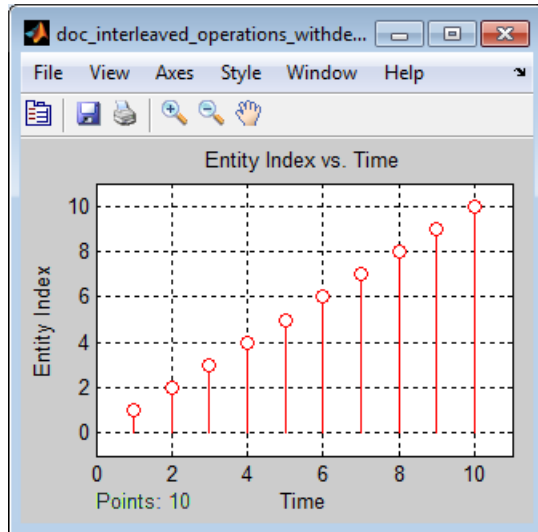 doc_interleaved_operations_withde...
File View Axes Style Window Help
Entity Index vs. Time
Entity Index
10
8
6
4
2
0
0 2 4 6 8 10
Points: 10 Time